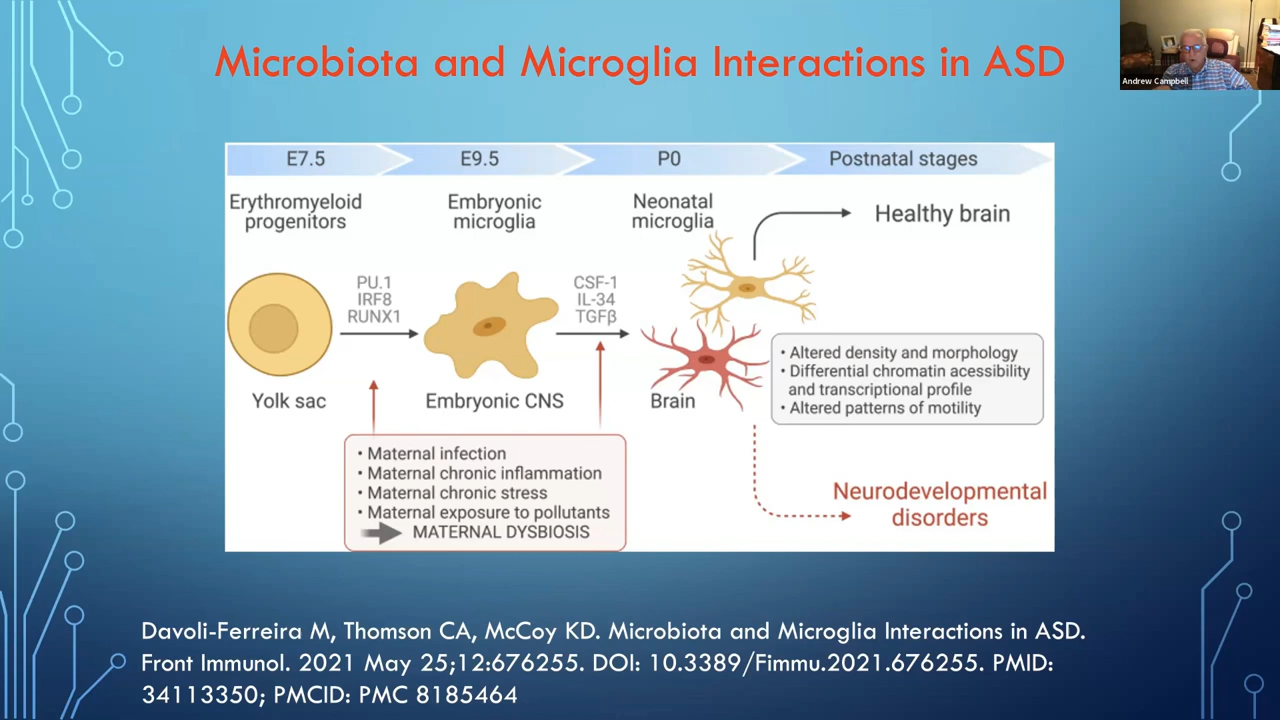 Microbiota and Microglia Interactions in ASD
Andrew Campbell
E7.5
E9.5
P0
Postnatal stages
Erythromyeloid
progenitors
Embryonic
microglia
Neonatal
microglia
Healthy brain
PU.1
IRF8
RUNX1
CSF-1
IL-34
TGFβ
• Altered density and morphology
• Differential chromatin acessibility
and transcriptional profile
• Altered patterns of motility
Yolk sac
Embryonic CNS
Brain
• Maternal infection
• Maternal chronic inflammation
• Maternal chronic stress
• Maternal exposure to pollutants
MATERNAL DYSBIOSIS
Neurodevelopmental
disorders
Davoli-Ferreira M, Thomson CA, McCoy KD. Microbiota and Microglia Interactions in ASD.
Front Immunol. 2021 May 25;12:676255. DOI: 10.3389/Fimmu.2021.676255. PMID:
34113350; PMCID: PMC 8185464